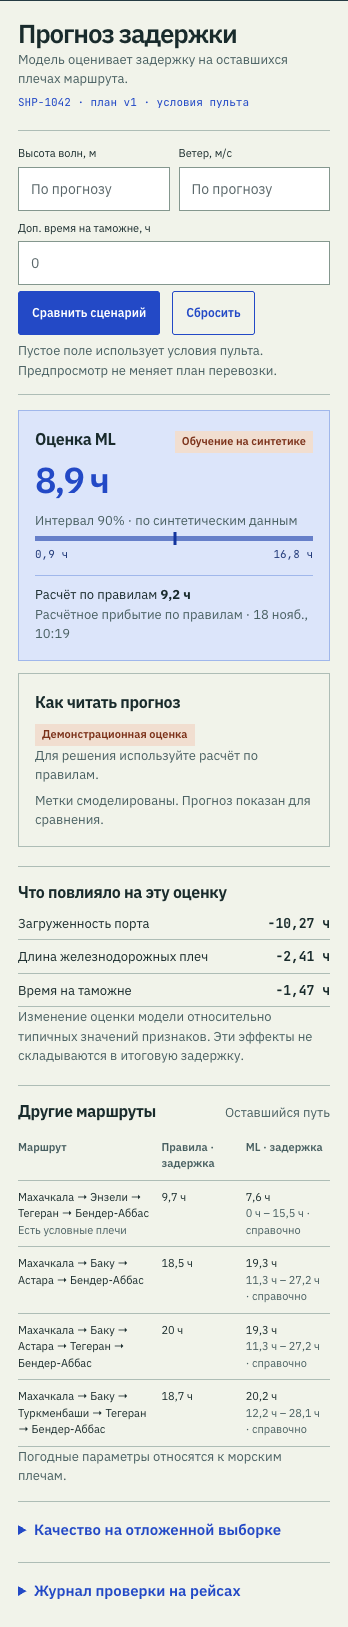 Прогноз задержки
Модель оценивает задержку на оставшихся
плечах маршрута.
SHP-1042 · план v1 · условия пульта
Высота волн, м
Ветер, м/с
По прогнозу
По прогнозу
Доп. время на таможне, ч
0
Сравнить сценарий
Сбросить
Пустое поле использует условия пульта.
Предпросмотр не меняет план перевозки.
Оценка ML
Обучение на синтетике
8,9 ч
Интервал 90% · по синтетическим данным
0,9 ч
16,8 ч
Расчёт по правилам 9,2 ч
Расчётное прибытие по правилам · 18 нояб.,
10:19
Как читать прогноз
Демонстрационная оценка
Для решения используйте расчёт по
правилам.
Метки смоделированы. Прогноз показан для
сравнения.
Что повлияло на эту оценку
Загруженность порта -10,27 ч
Длина железнодорожных плеч -2,41 ч
Время на таможне -1,47 ч
Изменение оценки модели относительно
типичных значений признаков. Эти эффекты не
складываются в итоговую задержку.
Другие маршруты
Оставшийся путь
Маршрут
Правила ·
задержка
ML · задержка
Махачкала → Энзели →
Тегеран → Бендер-Аббас
Есть условные плечи
9,7 ч
7,6 ч
0 ч – 15,5 ч ·
справочно
Махачкала → Баку →
Астара → Бендер-Аббас
18,5 ч
19,3 ч
11,3 ч – 27,2 ч
· справочно
Махачкала → Баку →
Астара → Тегеран →
Бендер-Аббас
20 ч
19,3 ч
11,3 ч – 27,2 ч
· справочно
Махачкала → Баку →
Туркменбаши → Тегеран
→ Бендер-Аббас
18,7 ч
20,2 ч
12,2 ч – 28,1 ч
· справочно
Погодные параметры относятся к морским
плечам.
Качество на отложенной выборке
Журнал проверки на рейсах